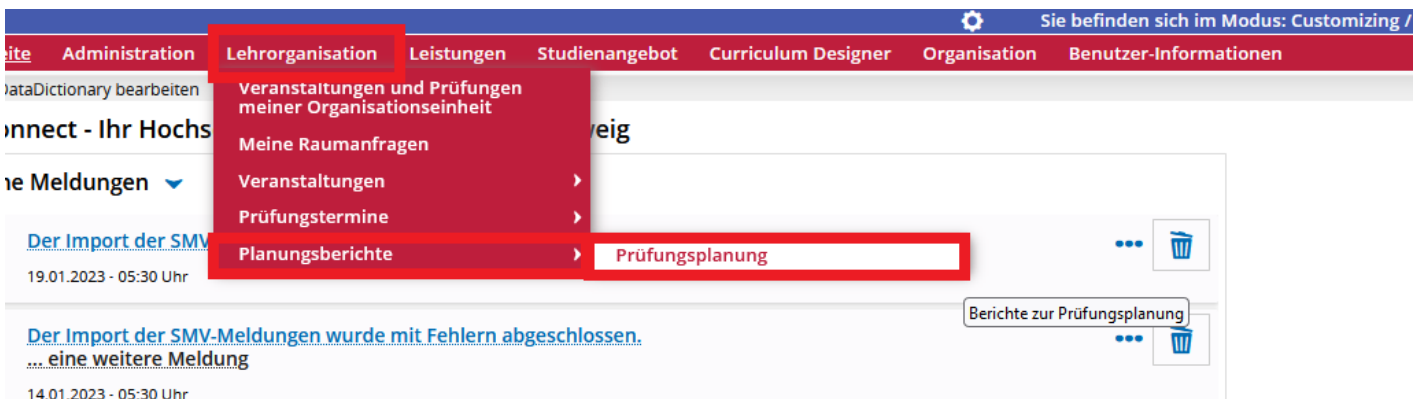 Sie befinden sich im Modus: Customizing /
eite Administration Lehrorganisation Leistungen Studienangebot Curriculum Designer Organisation Benutzer-Informationen
DataDictionary bearbeiten
Veranstaltungen und Prüfungen
meiner Organisationseinheit
onnect - Ihr Hochs
veig
Meine Raumanfragen
ne Meldungen
Veranstaltungen
Prüfungstermine
Der Import der SMV
Planungsberichte
Prüfungsplanung
19.01.2023 - 05:30 Uhr
Berichte zur Prüfungsplanung
Der Import der SMV-Meldungen wurde mit Fehlern abgeschlossen.
... eine weitere Meldung
14.01.2023 - 05:30 Uhr